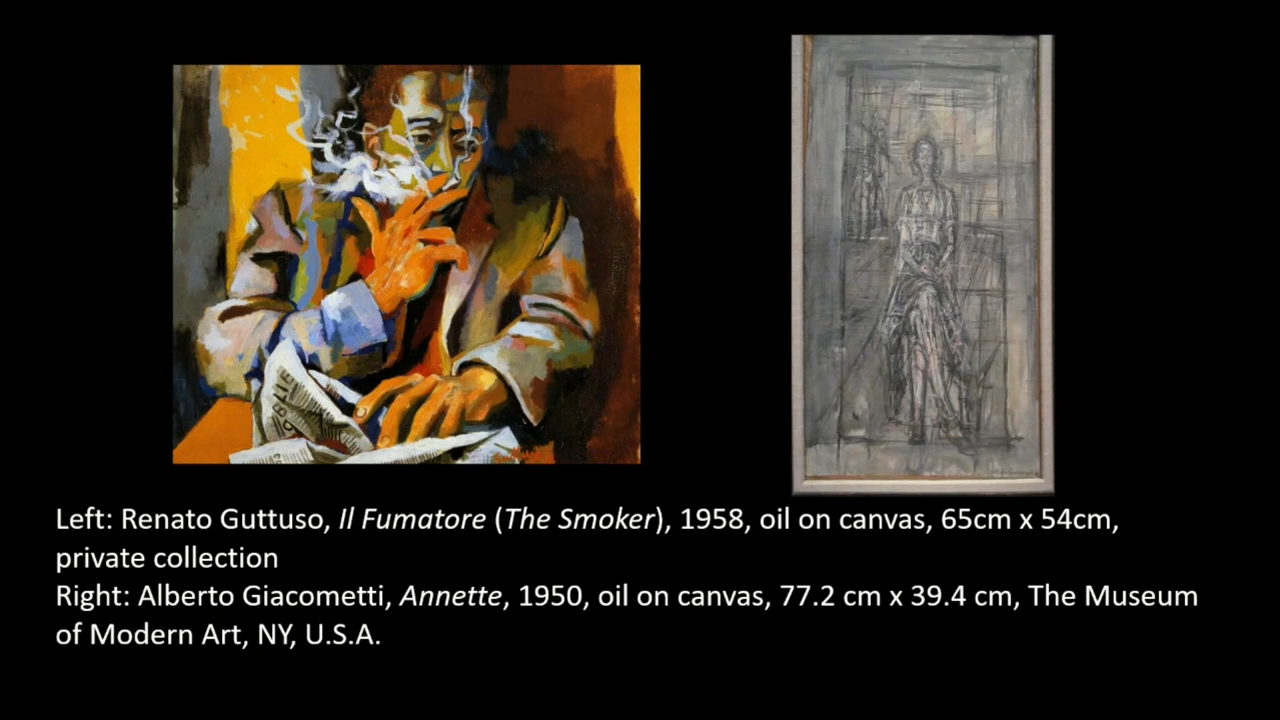 Left: Renato Guttuso, Il Fumatore (The Smoker), 1958, oil on canvas, 65cm x 54cm,
private collection
Right: Alberto Giacometti, Annette, 1950, oil on canvas, 77.2 cm x 39.4 cm, The Museum
of Modern Art, NY, U.S.A.